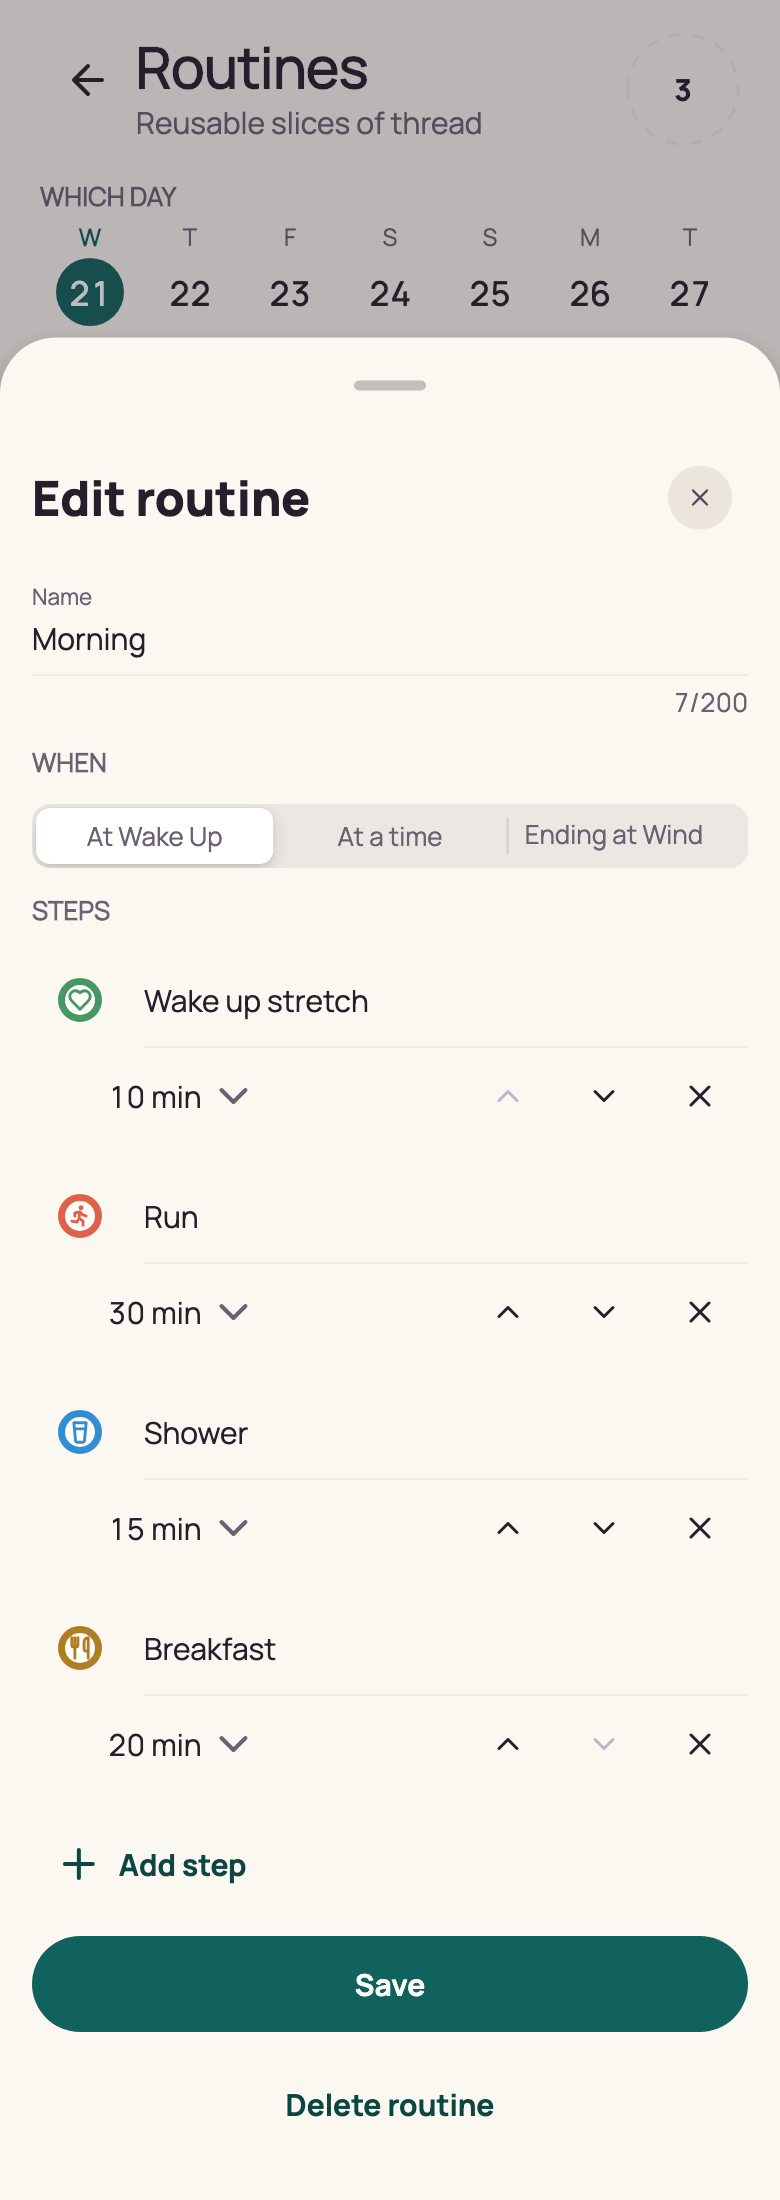 Routines
Reusable slices of thread
3
WHICH DAY
W T F S S M T
21 22 23 24 25 26 27
Edit routine
Name
Morning
7/200
WHEN
At Wake Up At a time Ending at Wind
STEPS
Wake up stretch
10 min
Run
30 min
Shower
15 min
Breakfast
20 min
Add step
Save
Delete routine